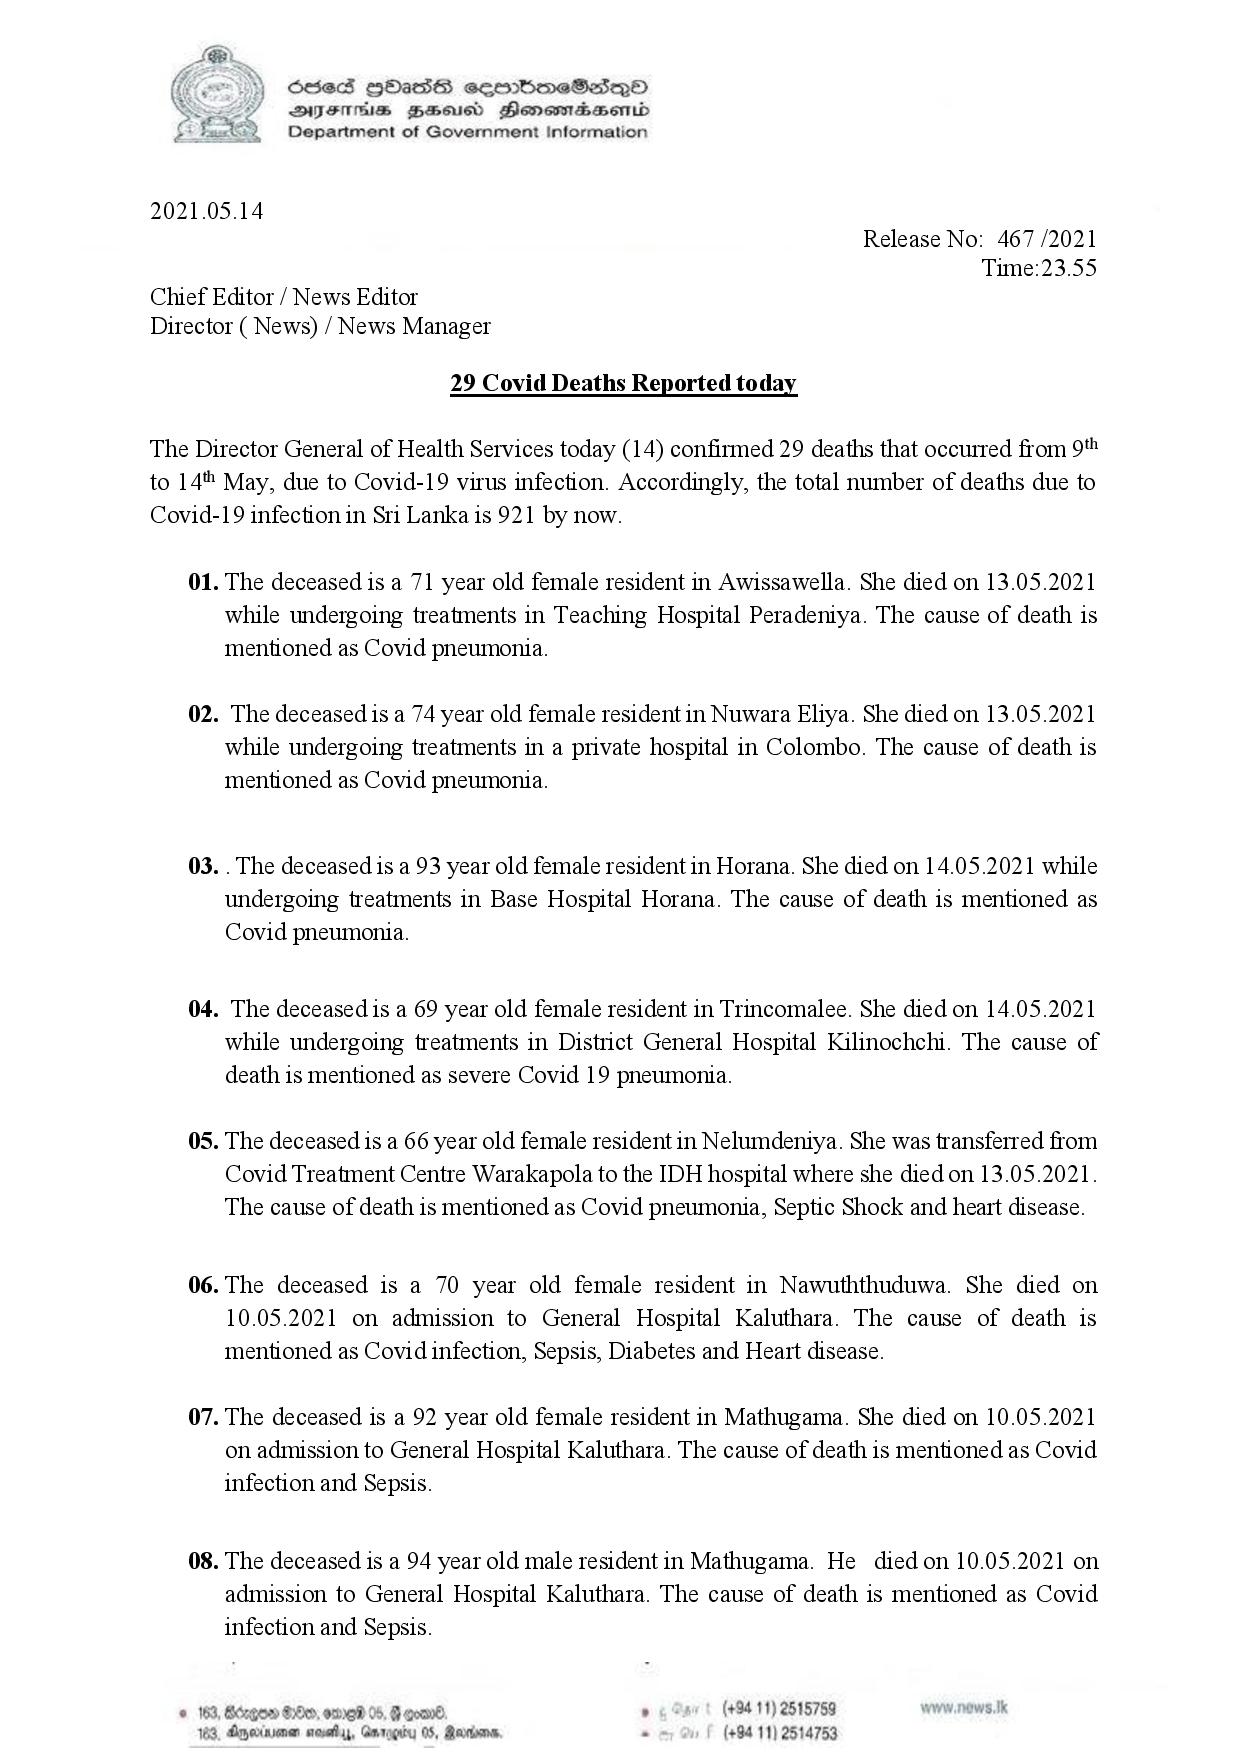 රජයේ ප්‍රවෘත්ති දෙපාර්තමේන්තුව
அரசாங்க தகவல் திணைக்களம்
Department of Government Information
2021.05.14
Release No: 467 /2021
Time:23.55
Chief Editor / News Editor
Director ( News) / News Manager
29 Covid Deaths Reported today
The Director General of Health Services today (14) confirmed 29 deaths that occurred from 9th
to 14th May, due to Covid-19 virus infection. Accordingly, the total number of deaths due to
Covid-19 infection in Sri Lanka is 921 by now.
01. The deceased is a 71 year old female resident in Awissawella. She died on 13.05.2021
while undergoing treatments in Teaching Hospital Peradeniya. The cause of death is
mentioned as Covid pneumonia.
02. The deceased is a 74 year old female resident in Nuwara Eliya. She died on 13.05.2021
while undergoing treatments in a private hospital in Colombo. The cause of death is
mentioned as Covid pneumonia.
03. . The deceased is a 93 year old female resident in Horana. She died on 14.05.2021 while
undergoing treatments in Base Hospital Horana. The cause of death is mentioned as
Covid pneumonia.
04. The deceased is a 69 year old female resident in Trincomalee. She died on 14.05.2021
while undergoing treatments in District General Hospital Kilinochchi. The cause of
death is mentioned as severe Covid 19 pneumonia.
05. The deceased is a 66 year old female resident in Nelumdeniya. She was transferred from
Covid Treatment Centre Warakapola to the IDH hospital where she died on 13.05.2021.
The cause of death is mentioned as Covid pneumonia, Septic Shock and heart disease.
06. The deceased is a 70 year old female resident in Nawuththuduwa. She died on
10.05.2021 on admission to General Hospital Kaluthara. The cause of death is
mentioned as Covid infection, Sepsis, Diabetes and Heart disease.
07. The deceased is a 92 year old female resident in Mathugama. She died on 10.05.2021
on admission to General Hospital Kaluthara. The cause of death is mentioned as Covid
infection and Sepsis.
08. The deceased is a 94 year old male resident in Mathugama. He died on 10.05.2021 on
admission to General Hospital Kaluthara. The cause of death is mentioned as Covid
infection and Sepsis.
163, කිරුලපන මාවත, කොළඹ 05, ශ්‍රී ලංකාව.
163, கிருலப்பனை எவனியூ, கொழும்பு 05, இலங்கை.
(+94 11) 2515759
(+94 11) 2514753
www.news.lk